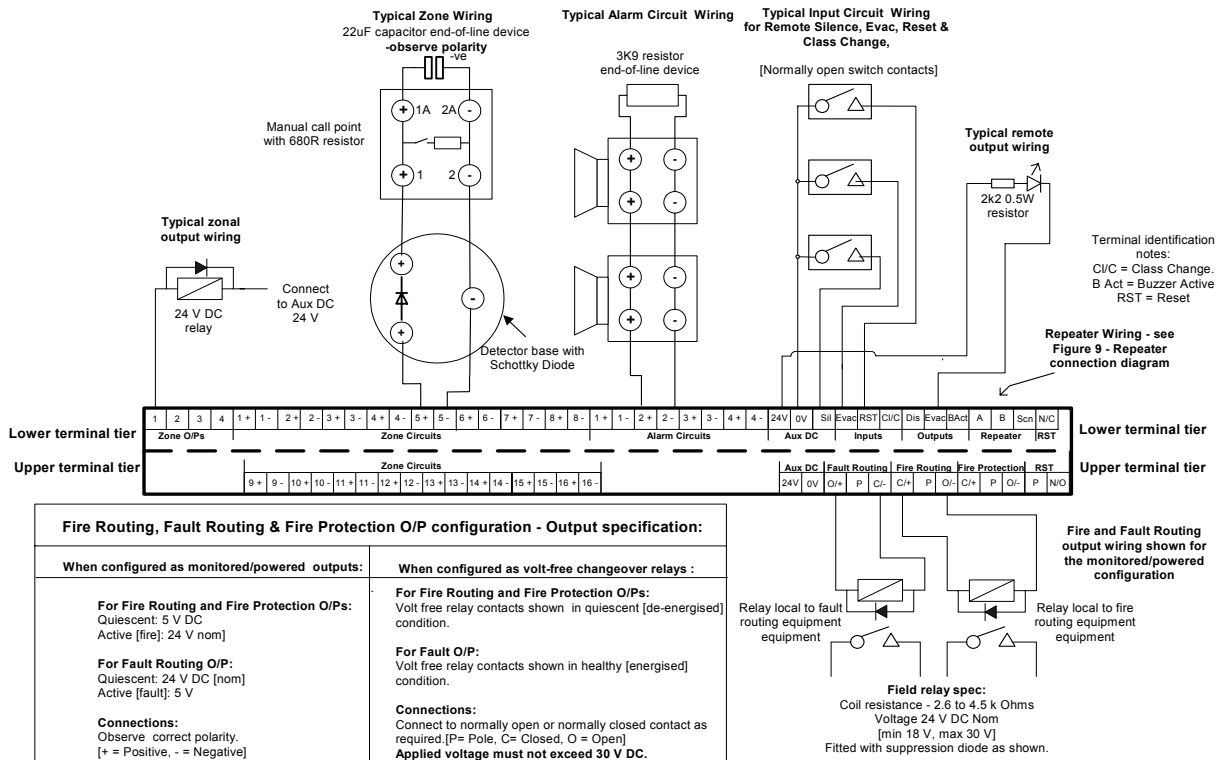 Typical Zone Wiring
22uF capacitor end-of-line device
-observe polarity
-ve
+ 1A 2A -
+ 1 2 -
Manual call point
with 680R resistor
Typical Alarm Circuit Wiring
3K9 resistor
end-of-line device
+ -
+ -
+ -
+ -
Typical Input Circuit Wiring
for Remote Silence, Evac, Reset &
Class Change,
[Normally open switch contacts]
Typical remote
output wiring
2k2 0.5W
resistor
Terminal identification
notes:
Cl/C = Class Change.
B Act = Buzzer Active
RST = Reset
Typical zonal
output wiring
24 V DC
relay
Connect
to Aux DC
24 V
+
-
+
Detector base with
Schottky Diode
Repeater Wiring - see
Figure 9 - Repeater
connection diagram
1 2 3 4 1 + 1 - 2 + 2 - 3 + 3 - 4 + 4 - 5 + 5 - 6 + 6 - 7 + 7 - 8 + 8 - 1 + 1 - 2 + 2 - 3 + 3 - 4 + 4 - 24V 0V Sil Evac RST Cl/C Dis Evac BAct A B Scn N/C
Lower terminal tier
Zone O/Ps Zone Circuits Alarm Circuits Aux DC Inputs Outputs Repeater RST
Lower terminal tier
Upper terminal tier
Zone Circuits Aux DC Fault Routing Fire Routing Fire Protection RST
Upper terminal tier
9 + 9 - 10 + 10 - 11 + 11 - 12 + 12 - 13 + 13 - 14 + 14 - 15 + 15 - 16 + 16 - 24V 0V O/+ P C/- C/+ P O/- C/+ P O/- P N/O
Fire Routing, Fault Routing & Fire Protection O/P configuration - Output specification:
When configured as monitored/powered outputs:
For Fire Routing and Fire Protection O/Ps:
Quiescent: 5 V DC
Active [fire]: 24 V nom]
For Fault Routing O/P:
Quiescent: 24 V DC [nom]
Active [fault]: 5 V
Connections:
Observe correct polarity.
[+ = Positive, - = Negative]
When configured as volt-free changeover relays :
For Fire Routing and Fire Protection O/Ps:
Volt free relay contacts shown in quiescent [de-energised]
condition.
For Fault O/P:
Volt free relay contacts shown in healthy [energised]
condition.
Connections:
Connect to normally open or normally closed contact as
required.[P= Pole, C= Closed, O = Open]
Applied voltage must not exceed 30 V DC.
Fire and Fault Routing
output wiring shown for
the monitored/powered
configuration
Relay local to fault
routing equipment
equipment
Relay local to fire
routing equipment
equipment
Field relay spec:
Coil resistance - 2.6 to 4.5 k Ohms
Voltage 24 V DC Nom
[min 18 V, max 30 V]
Fitted with suppression diode as shown.